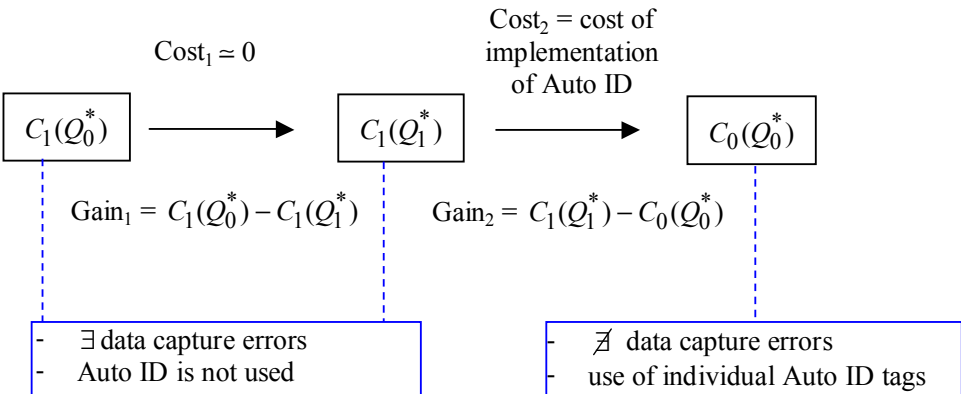 Cost₁ ≃ 0
Cost₂ = cost of
implementation
of Auto ID
C₁(Q₀*)
C₁(Q₁*)
C₀(Q₀*)
Gain₁ = C₁(Q₀*) − C₁(Q₁*)
Gain₂ = C₁(Q₁*) − C₀(Q₀*)
- ∃ data capture errors
- Auto ID is not used
- ∄ data capture errors
- use of individual Auto ID tags